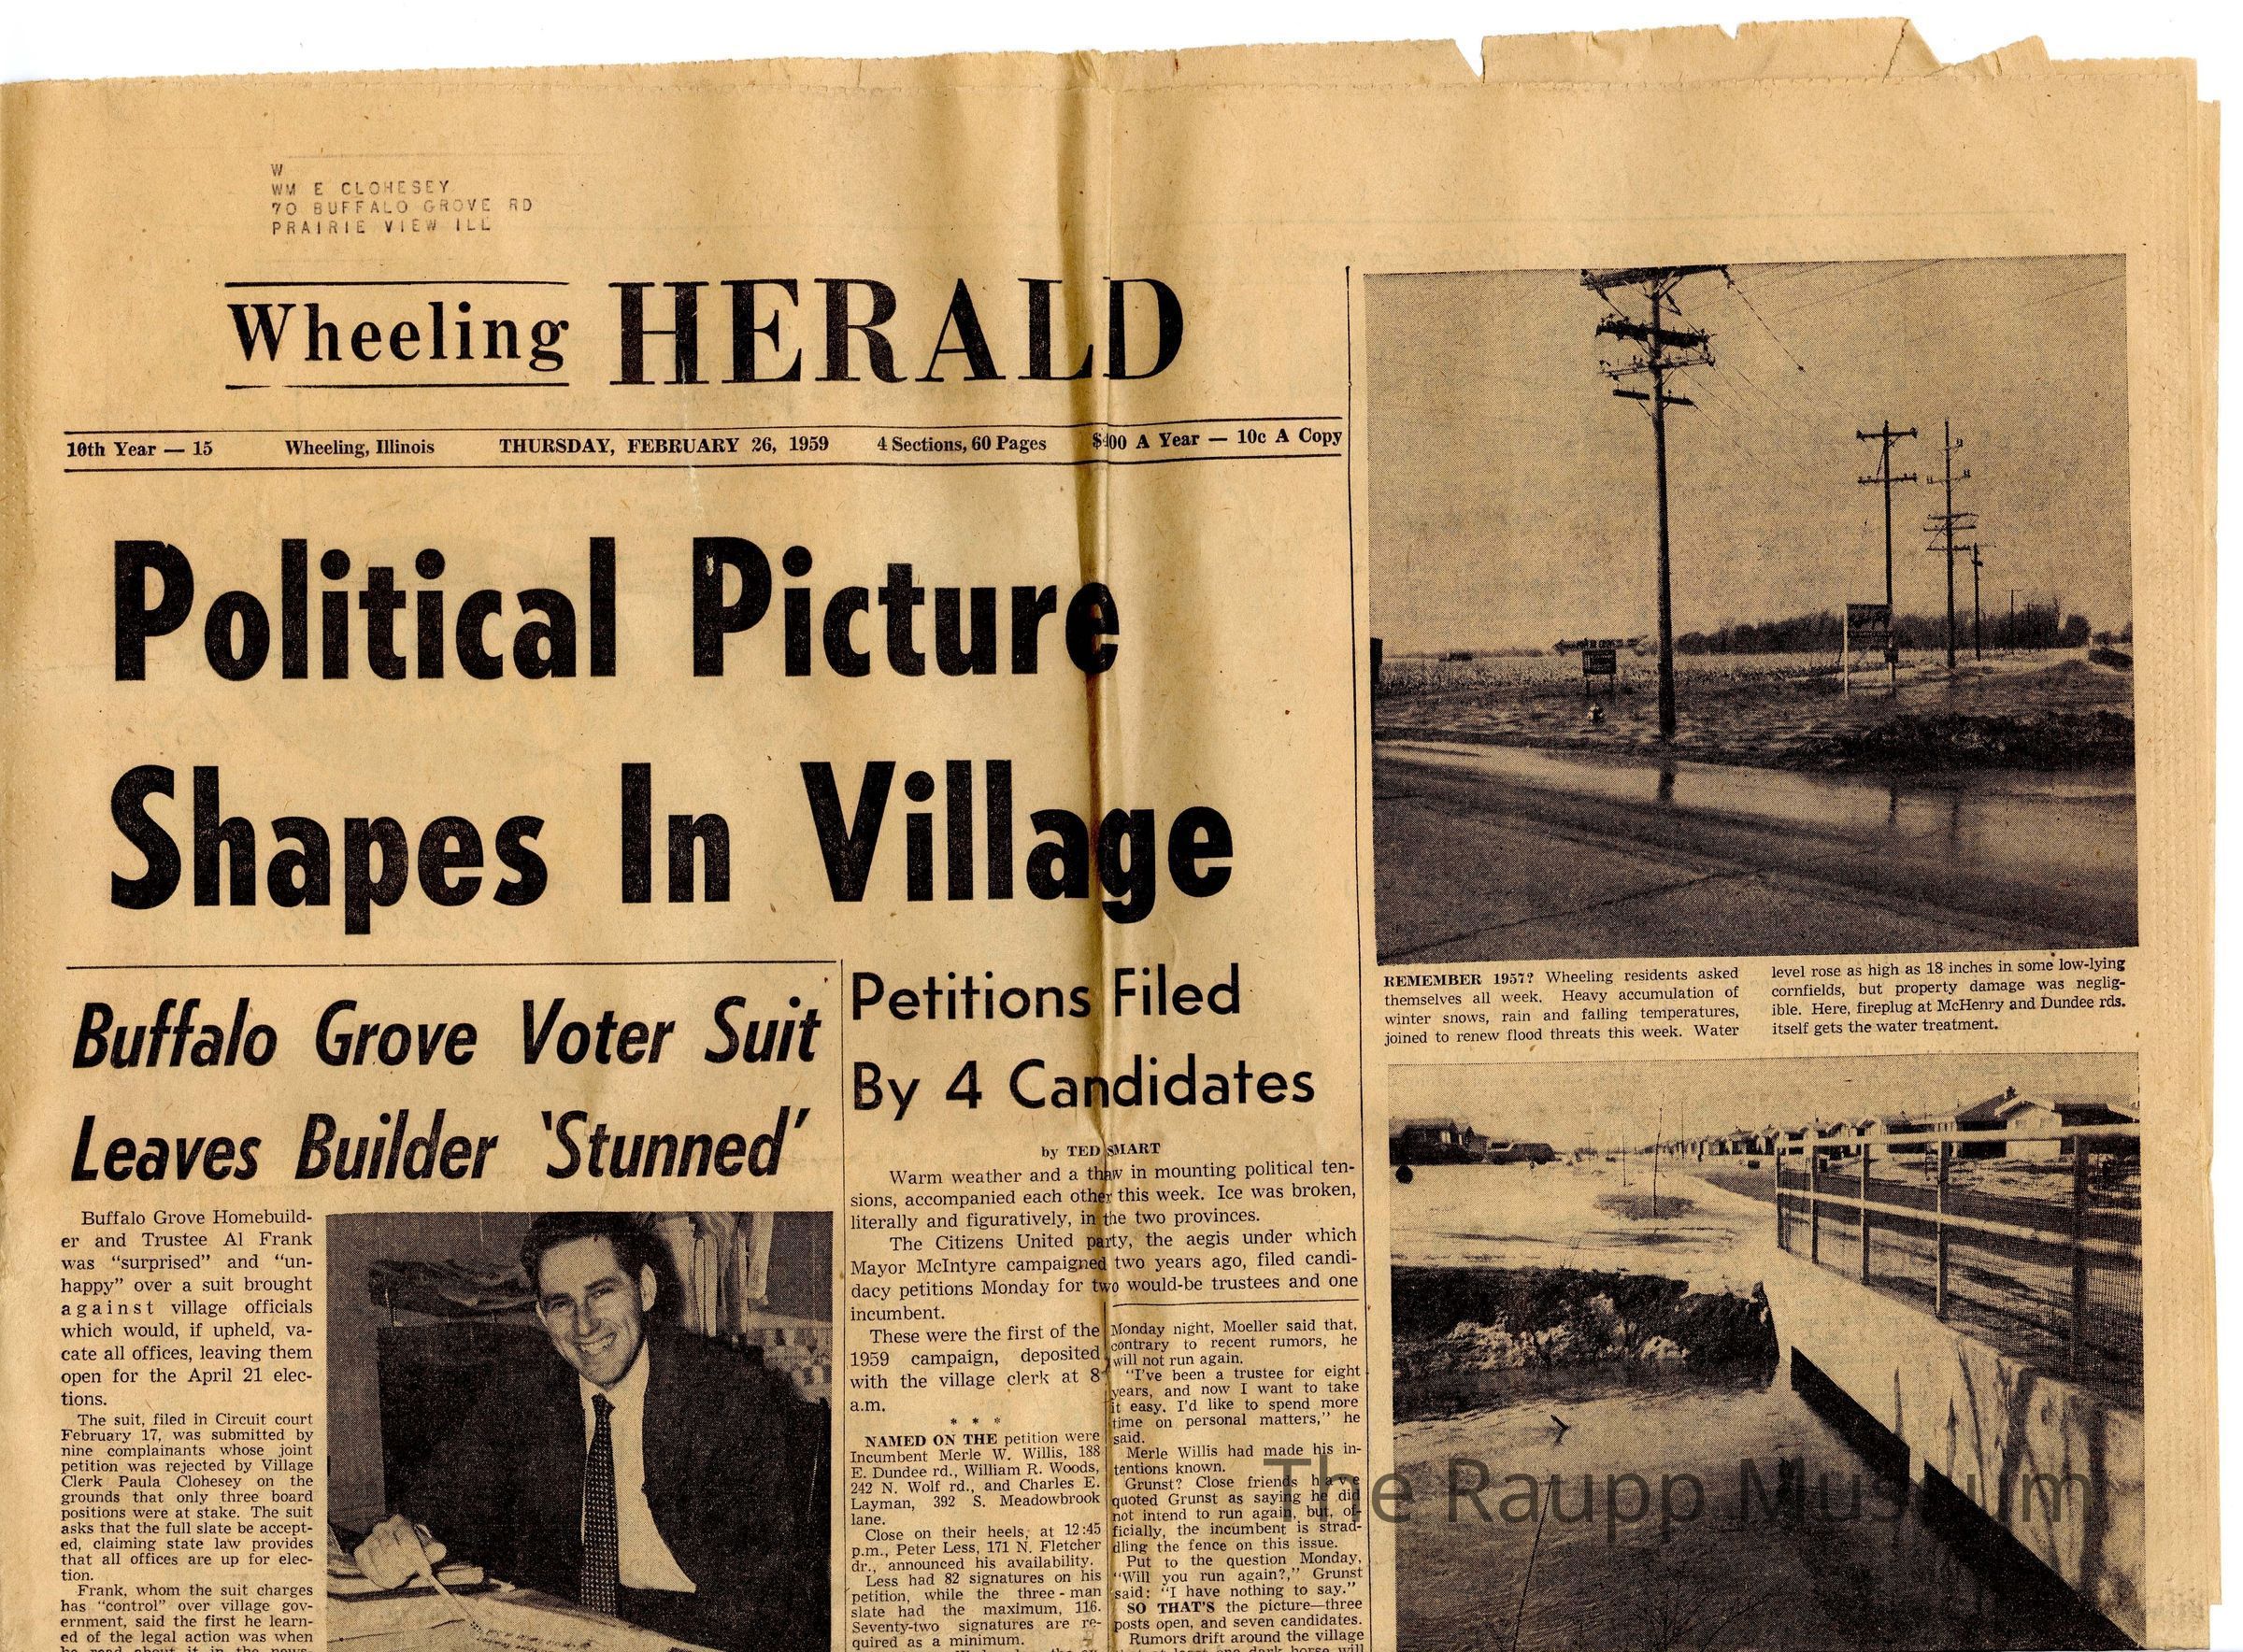 W
WM E CLOHESEY
70 BUFFALO GROVE RD
PRAIRIE VIEW ILL
Wheeling HERALD
10th Year — 15 Wheeling, Illinois THURSDAY, FEBRUARY 26, 1959 4 Sections, 60 Pages $400 A Year — 10c A Copy
Political Picture
Shapes In Village
Buffalo Grove Voter Suit
Leaves Builder 'Stunned'
Buffalo Grove Homebuild-
er and Trustee Al Frank
was "surprised" and "un-
happy" over a suit brought
against village officials
which would, if upheld, va-
cate all offices, leaving them
open for the April 21 elec-
tions.
The suit, filed in Circuit court
February 17, was submitted by
nine complainants whose joint
petition was rejected by Village
Clerk Paula Clohesey on the
grounds that only three board
positions were at stake. The suit
asks that the full slate be accept-
ed, claiming state law provides
that all offices are up for elec-
tion.
Frank, whom the suit charges
has "control" over village gov-
ernment, said the first he learn-
ed of the legal action was when
he read about it in the news-
Petitions Filed
By 4 Candidates
by TED SMART
Warm weather and a thaw in mounting political ten-
sions, accompanied each other this week. Ice was broken,
literally and figuratively, in the two provinces.
The Citizens United party, the aegis under which
Mayor McIntyre campaigned two years ago, filed candi-
dacy petitions Monday for two would-be trustees and one
incumbent.
These were the first of the
1959 campaign, deposited
with the village clerk at 8
a.m.
* * *
NAMED ON THE petition were
Incumbent Merle W. Willis, 188
E. Dundee rd., William R. Woods,
242 N. Wolf rd., and Charles E.
Layman, 392 S. Meadowbrook
lane.
Close on their heels, at 12:45
p.m., Peter Less, 171 N. Fletcher
dr., announced his availability.
Less had 82 signatures on his
petition, while the three-man
slate had the maximum, 116.
Seventy-two signatures are re-
quired as a minimum.
Monday night, Moeller said that,
contrary to recent rumors, he
will not run again.
"I've been a trustee for eight
years, and now I want to take
it easy. I'd like to spend more
time on personal matters," he
said.
Merle Willis had made his in-
tentions known.
Grunst? Close friends have
quoted Grunst as saying he did
not intend to run again, but, of-
ficially, the incumbent is strad-
dling the fence on this issue.
Put to the question Monday,
"Will you run again?," Grunst
said: "I have nothing to say."
SO THAT'S the picture—three
posts open, and seven candidates.
Rumors drift around the village
REMEMBER 1957? Wheeling residents asked
themselves all week. Heavy accumulation of
winter snows, rain and falling temperatures,
joined to renew flood threats this week. Water
level rose as high as 18 inches in some low-lying
cornfields, but property damage was neglig-
ible. Here, fireplug at McHenry and Dundee rds.
itself gets the water treatment.
The Raupp Museum